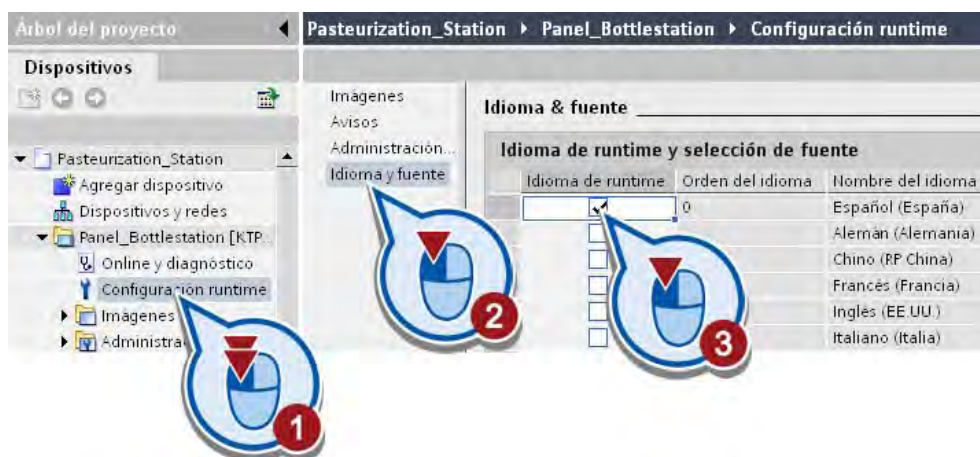 Árbol del proyecto
Dispositivos
Pasteurization_Station
Agregar dispositivo
Dispositivos y redes
Panel_Bottlestation [KTP...
Online y diagnóstico
Configuración runtime
Imágenes
Administra
1
Pasteurization_Station Panel_Bottlestation Configuración runtime
Imágenes
Avisos
Administración...
Idioma y fuente
2
Idioma & fuente
Idioma de runtime y selección de fuente
Idioma de runtime Orden del idioma Nombre del idioma
0 Español (España)
Alemán (Alemania)
Chino (RP China)
Francés (Francia)
Inglés (EE.UU.)
Italiano (Italia)
3